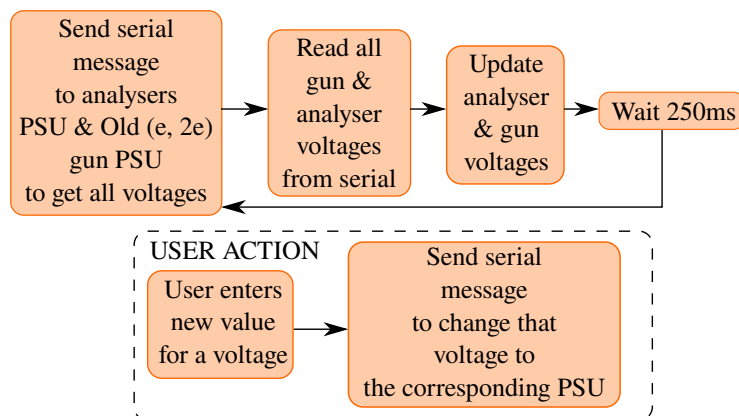 Send serial
message
to analysers
PSU & Old (e, 2e)
gun PSU
to get all voltages
Read all
gun &
analyser
voltages
from serial
Update
analyser
& gun
voltages
Wait 250ms
USER ACTION
User enters
new value
for a voltage
Send serial
message
to change that
voltage to
the corresponding PSU